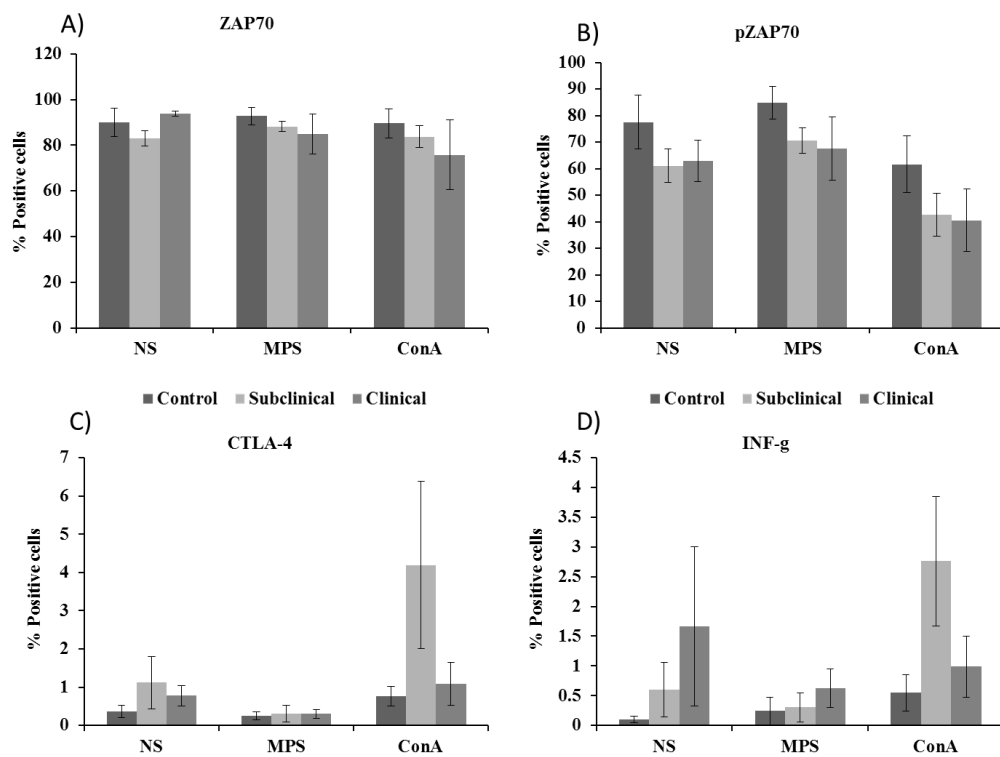 A)
ZAP70
120
100
80
60
40
20
0
% Positive cells
NS MPS ConA
Control Subclinical Clinical
B)
pZAP70
100
90
80
70
60
50
40
30
20
10
0
% Positive cells
NS MPS ConA
Control Subclinical Clinical
C)
CTLA-4
7
6
5
4
3
2
1
0
% Positive cells
NS MPS ConA
D)
INF-g
4.5
4
3.5
3
2.5
2
1.5
1
0.5
0
% Positive cells
NS MPS ConA